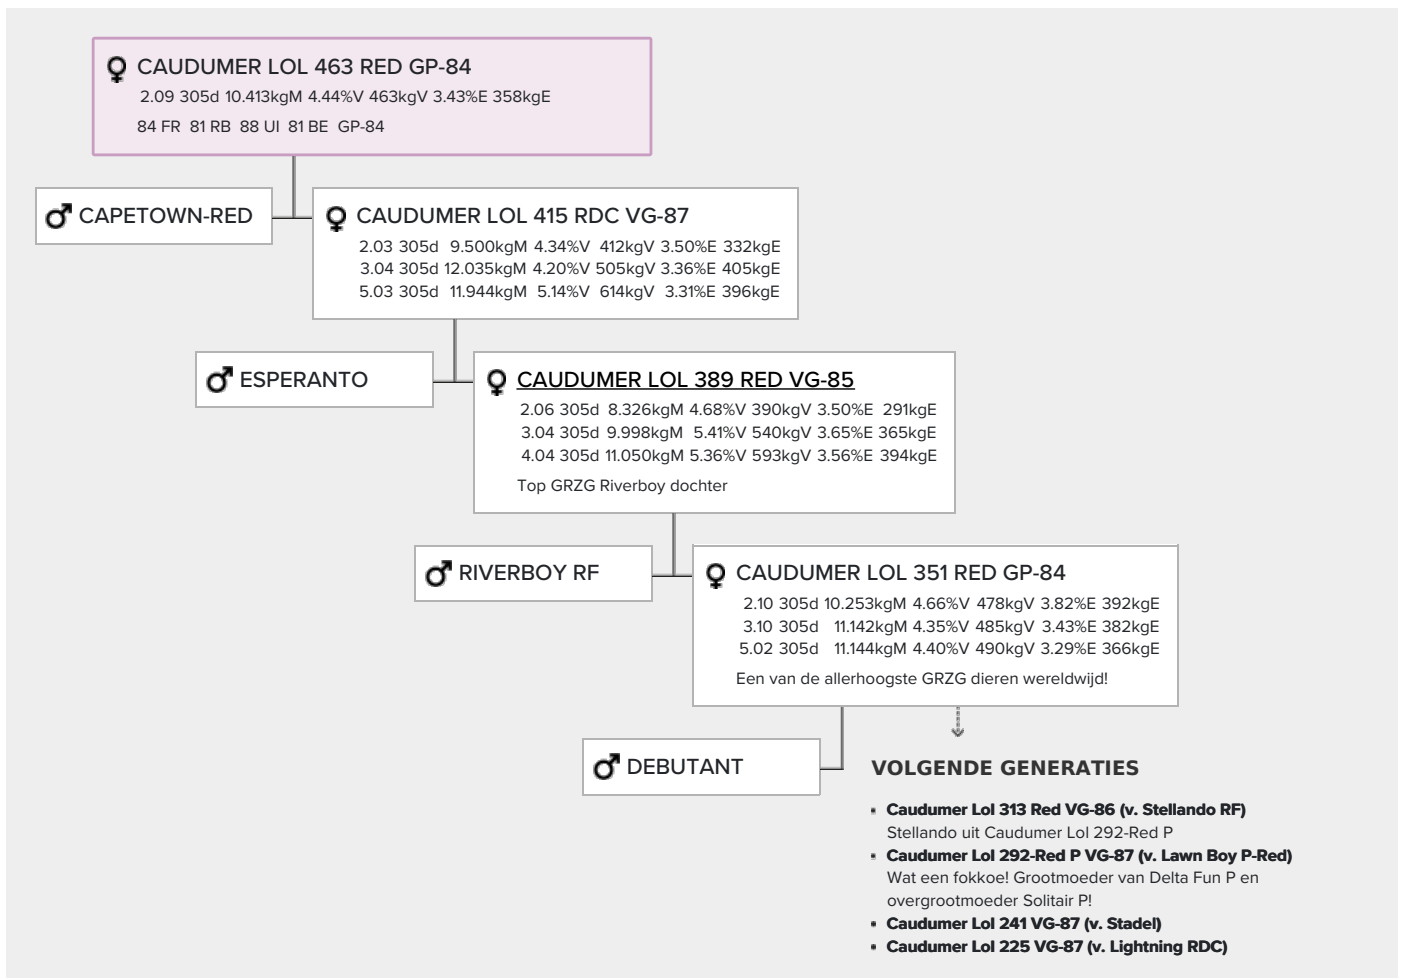 CAUDUMER LOL 463 RED GP-84
2.09 305d 10.413kgM 4.44%V 463kgV 3.43%E 358kgE
84 FR 81 RB 88 UI 81 BE GP-84
CAPETOWN-RED
CAUDUMER LOL 415 RDC VG-87
2.03 305d 9.500kgM 4.34%V 412kgV 3.50%E 332kgE
3.04 305d 12.035kgM 4.20%V 505kgV 3.36%E 405kgE
5.03 305d 11.944kgM 5.14%V 614kgV 3.31%E 396kgE
ESPERANTO
CAUDUMER LOL 389 RED VG-85
2.06 305d 8.326kgM 4.68%V 390kgV 3.50%E 291kgE
3.04 305d 9.998kgM 5.41%V 540kgV 3.65%E 365kgE
4.04 305d 11.050kgM 5.36%V 593kgV 3.56%E 394kgE
Top GRZG Riverboy dochter
RIVERBOY RF
CAUDUMER LOL 351 RED GP-84
2.10 305d 10.253kgM 4.66%V 478kgV 3.82%E 392kgE
3.10 305d 11.142kgM 4.35%V 485kgV 3.43%E 382kgE
5.02 305d 11.144kgM 4.40%V 490kgV 3.29%E 366kgE
Een van de allerhoogste GRZG dieren wereldwijd!
DEBUTANT
VOLGENDE GENERATIES
Caudumer Lol 313 Red VG-86 (v. Stellando RF)
Stellando uit Caudumer Lol 292-Red P
Caudumer Lol 292-Red P VG-87 (v. Lawn Boy P-Red)
Wat een fokkoe! Grootmoeder van Delta Fun P en
overgrootmoeder Solitair P!
Caudumer Lol 241 VG-87 (v. Stadel)
Caudumer Lol 225 VG-87 (v. Lightning RDC)